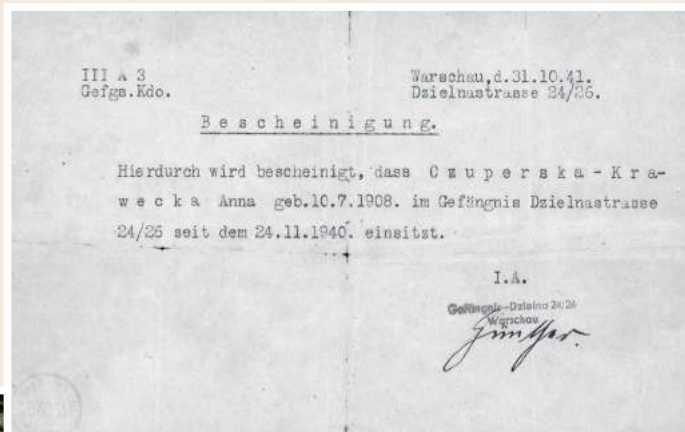 III A 3 Warschau,d.31.10.41.
Gefgs.Kdo. Dzielnastrasse 24/26.
Bescheinigung.
Hierdurch wird bescheinigt, dass Czuperska-Kra-
wecka Anna geb.10.7.1908. im Gefängnis Dzielnastrasse
24/26 seit dem 24.11.1940. einsitzt.
I.A.
Gefängnis-Dzielna 24/26
Warschau
Günther.